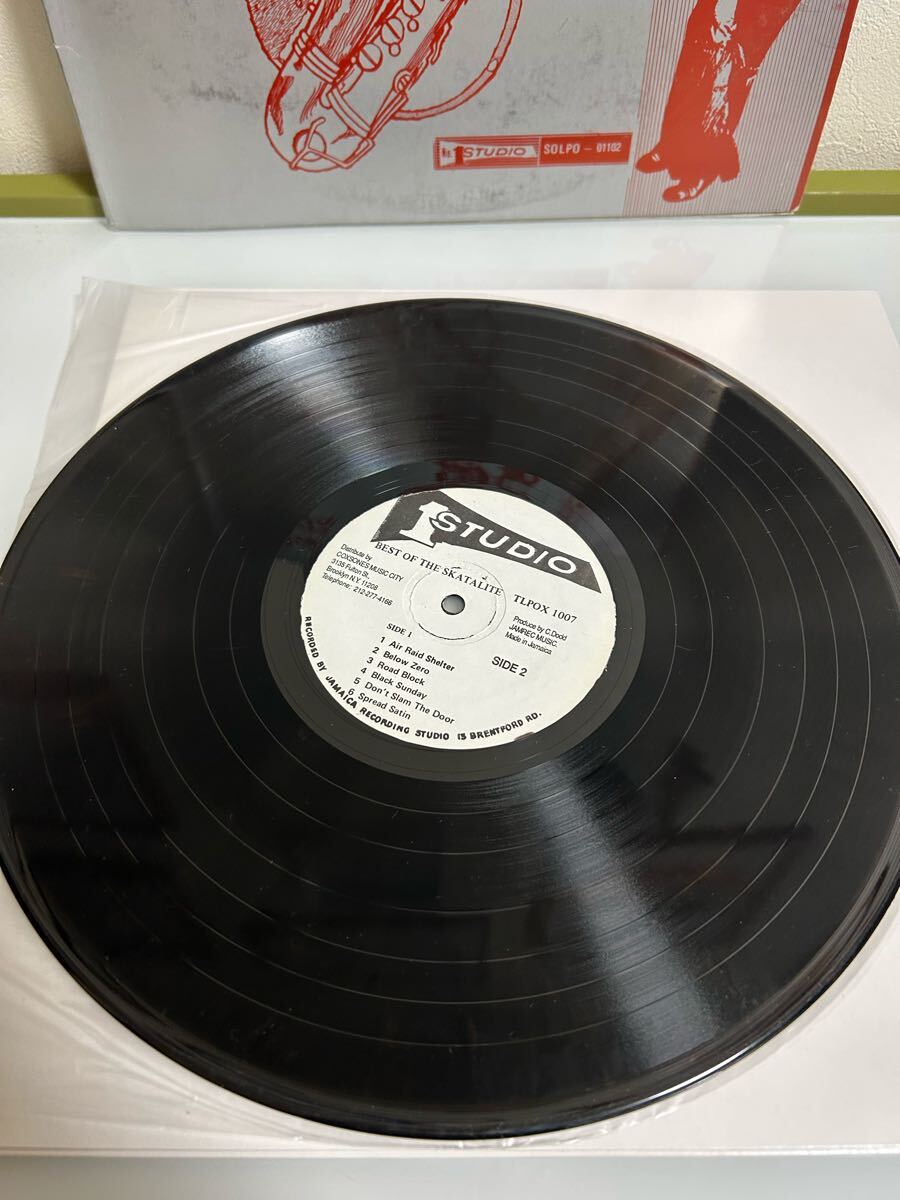 1 STUDIO SOLPO - 01102
1 STUDIO
BEST OF THE SKATALITE TLPOX 1007
Distribute by
COXSONES MUSIC CITY
3135 Fulton St,
Brooklyn N.Y. 11208
Telephone: 212-277-4166
Produce by C.Dodd
JAMREC MUSIC.
Made in Jamaica
SIDE 1
SIDE 2
1 Air Raid Shelter
2 Below Zero
3 Road Block
4 Black Sunday
5 Don't Slam The Door
6 Spread Satin
RECORDED BY JAMAICA RECORDING STUDIO 13 BRENTFORD RD.